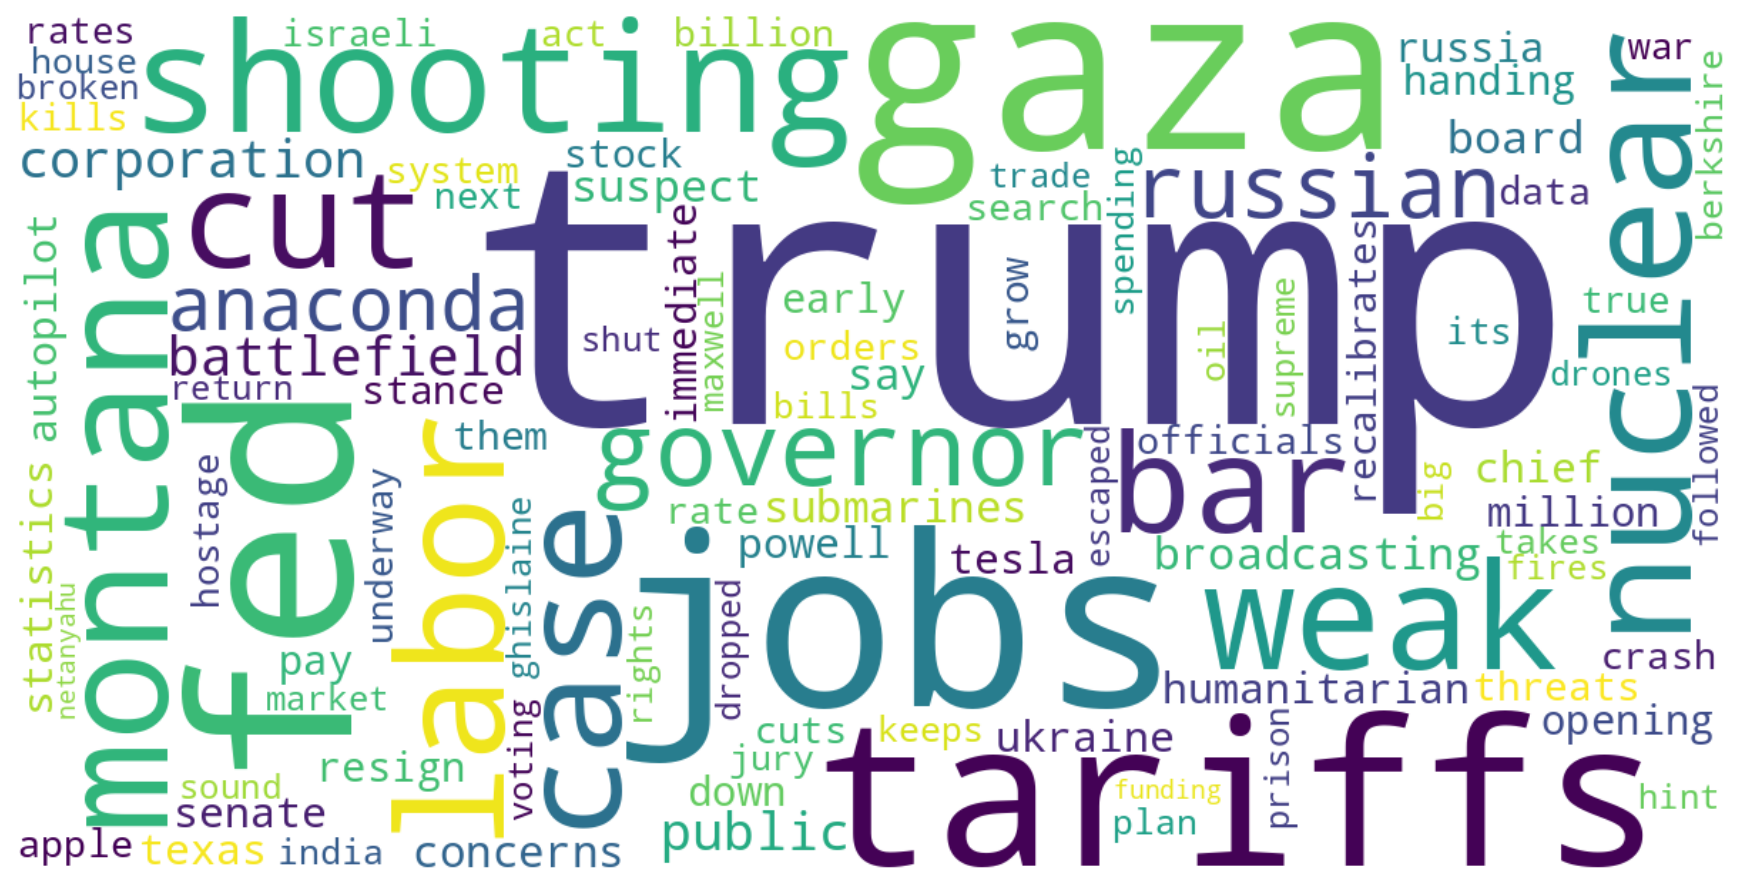 rates
israeli
act
billion
gaza
russia
war
house
shooting
handing
broken
kills
nuclear
berkshire
corporation
system
stock
board
cut
next
suspect
trade
spending
russian
data
search
montana
autopilot
trump
immediate
anaconda
maxwell
early
grow
supreme
recalibrates
true
shut
oil
its
battlefield
orders
say
drones
return
stance
bills
fed
labor
them
governor
escaped
officials
bar
big
chief
followed
hostage
underway
rate
submarines
million
statistics
netanyahu
ghislaine
case
powell
tesla
broadcasting
takes
fires
jobs
weak
rights
dropped
pay
crash
market
humanitarian
threats
voting
cuts
keeps
ukraine
prison
opening
resign
jury
tariffs
sound
down
funding
hint
senate
public
plan
apple
texas
india
concerns